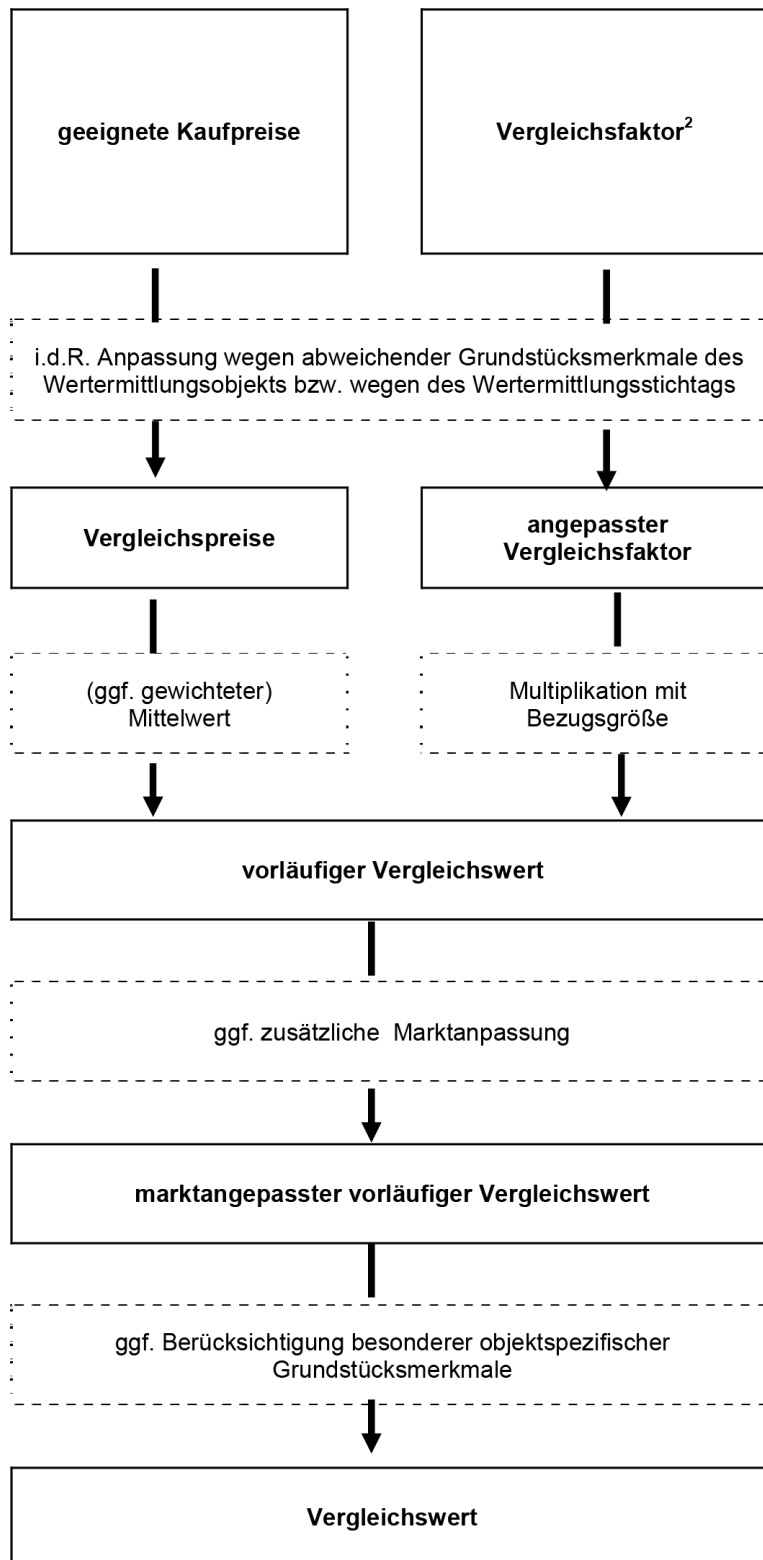 geeignete Kaufpreise
Vergleichsfaktor²
i.d.R. Anpassung wegen abweichender Grundstücksmerkmale des
Wertermittlungsobjekts bzw. wegen des Wertermittlungsstichtags
Vergleichspreise
angepasster
Vergleichsfaktor
(ggf. gewichteter)
Mittelwert
Multiplikation mit
Bezugsgröße
vorläufiger Vergleichswert
ggf. zusätzliche Marktanpassung
marktangepasster vorläufiger Vergleichswert
ggf. Berücksichtigung besonderer objektspezifischer
Grundstücksmerkmale
Vergleichswert